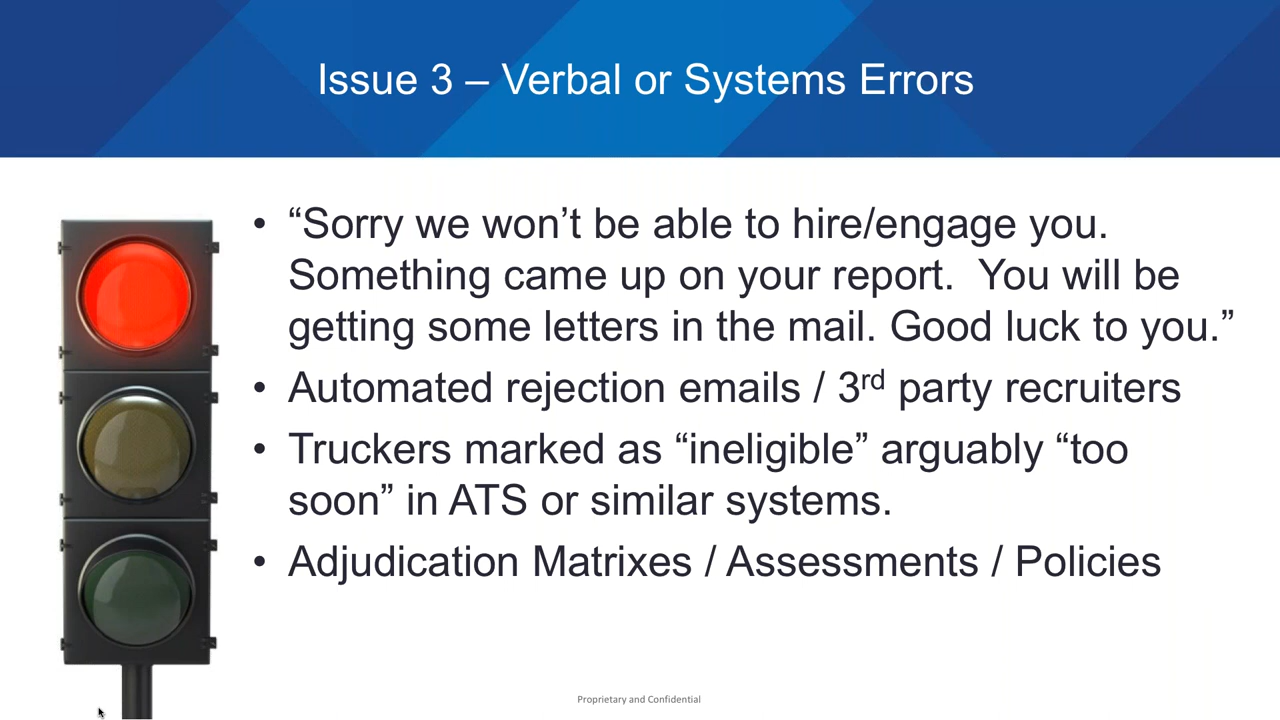 Issue 3 – Verbal or Systems Errors
• “Sorry we won’t be able to hire/engage you.
Something came up on your report.  You will be
getting some letters in the mail. Good luck to you.”
• Automated rejection emails / 3rd party recruiters
• Truckers marked as “ineligible” arguably “too
soon” in ATS or similar systems.
• Adjudication Matrixes / Assessments / Policies
Proprietary and Confidential